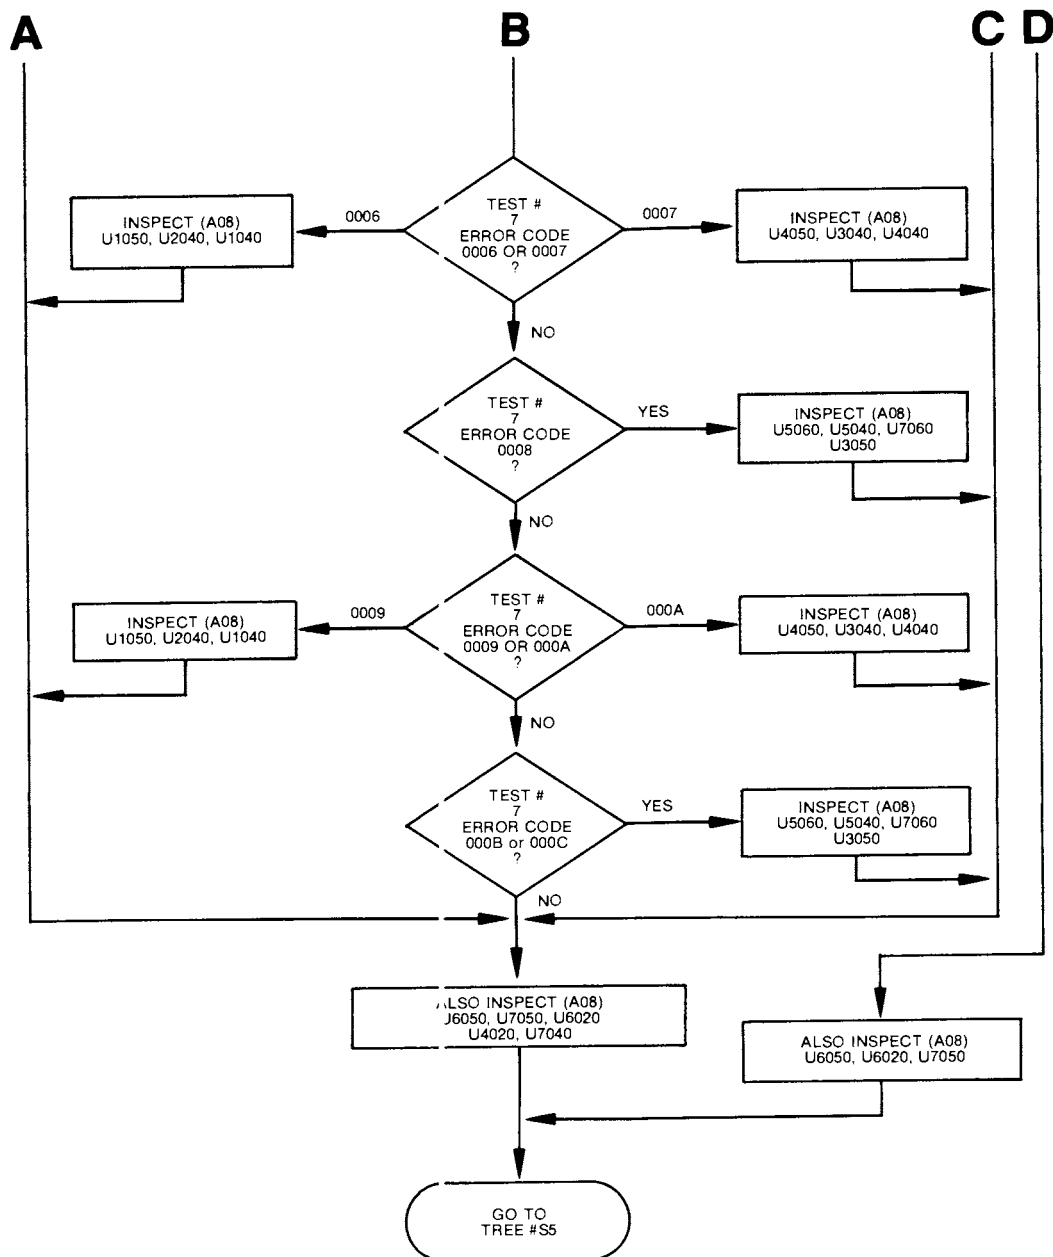 A
B
C D
TEST #
7
ERROR CODE
0006 OR 0007
?
0006
INSPECT (A08)
U1050, U2040, U1040
0007
INSPECT (A08)
U4050, U3040, U4040
NO
TEST #
7
ERROR CODE
0008
?
YES
INSPECT (A08)
U5060, U5040, U7060
U3050
NO
TEST #
7
ERROR CODE
0009 OR 000A
?
0009
INSPECT (A08)
U1050, U2040, U1040
000A
INSPECT (A08)
U4050, U3040, U4040
NO
TEST #
7
ERROR CODE
000B or 000C
?
YES
INSPECT (A08)
U5060, U5040, U7060
U3050
NO
ALSO INSPECT (A08)
U6050, U7050, U6020
U4020, U7040
ALSO INSPECT (A08)
U6050, U6020, U7050
GO TO
TREE #S5